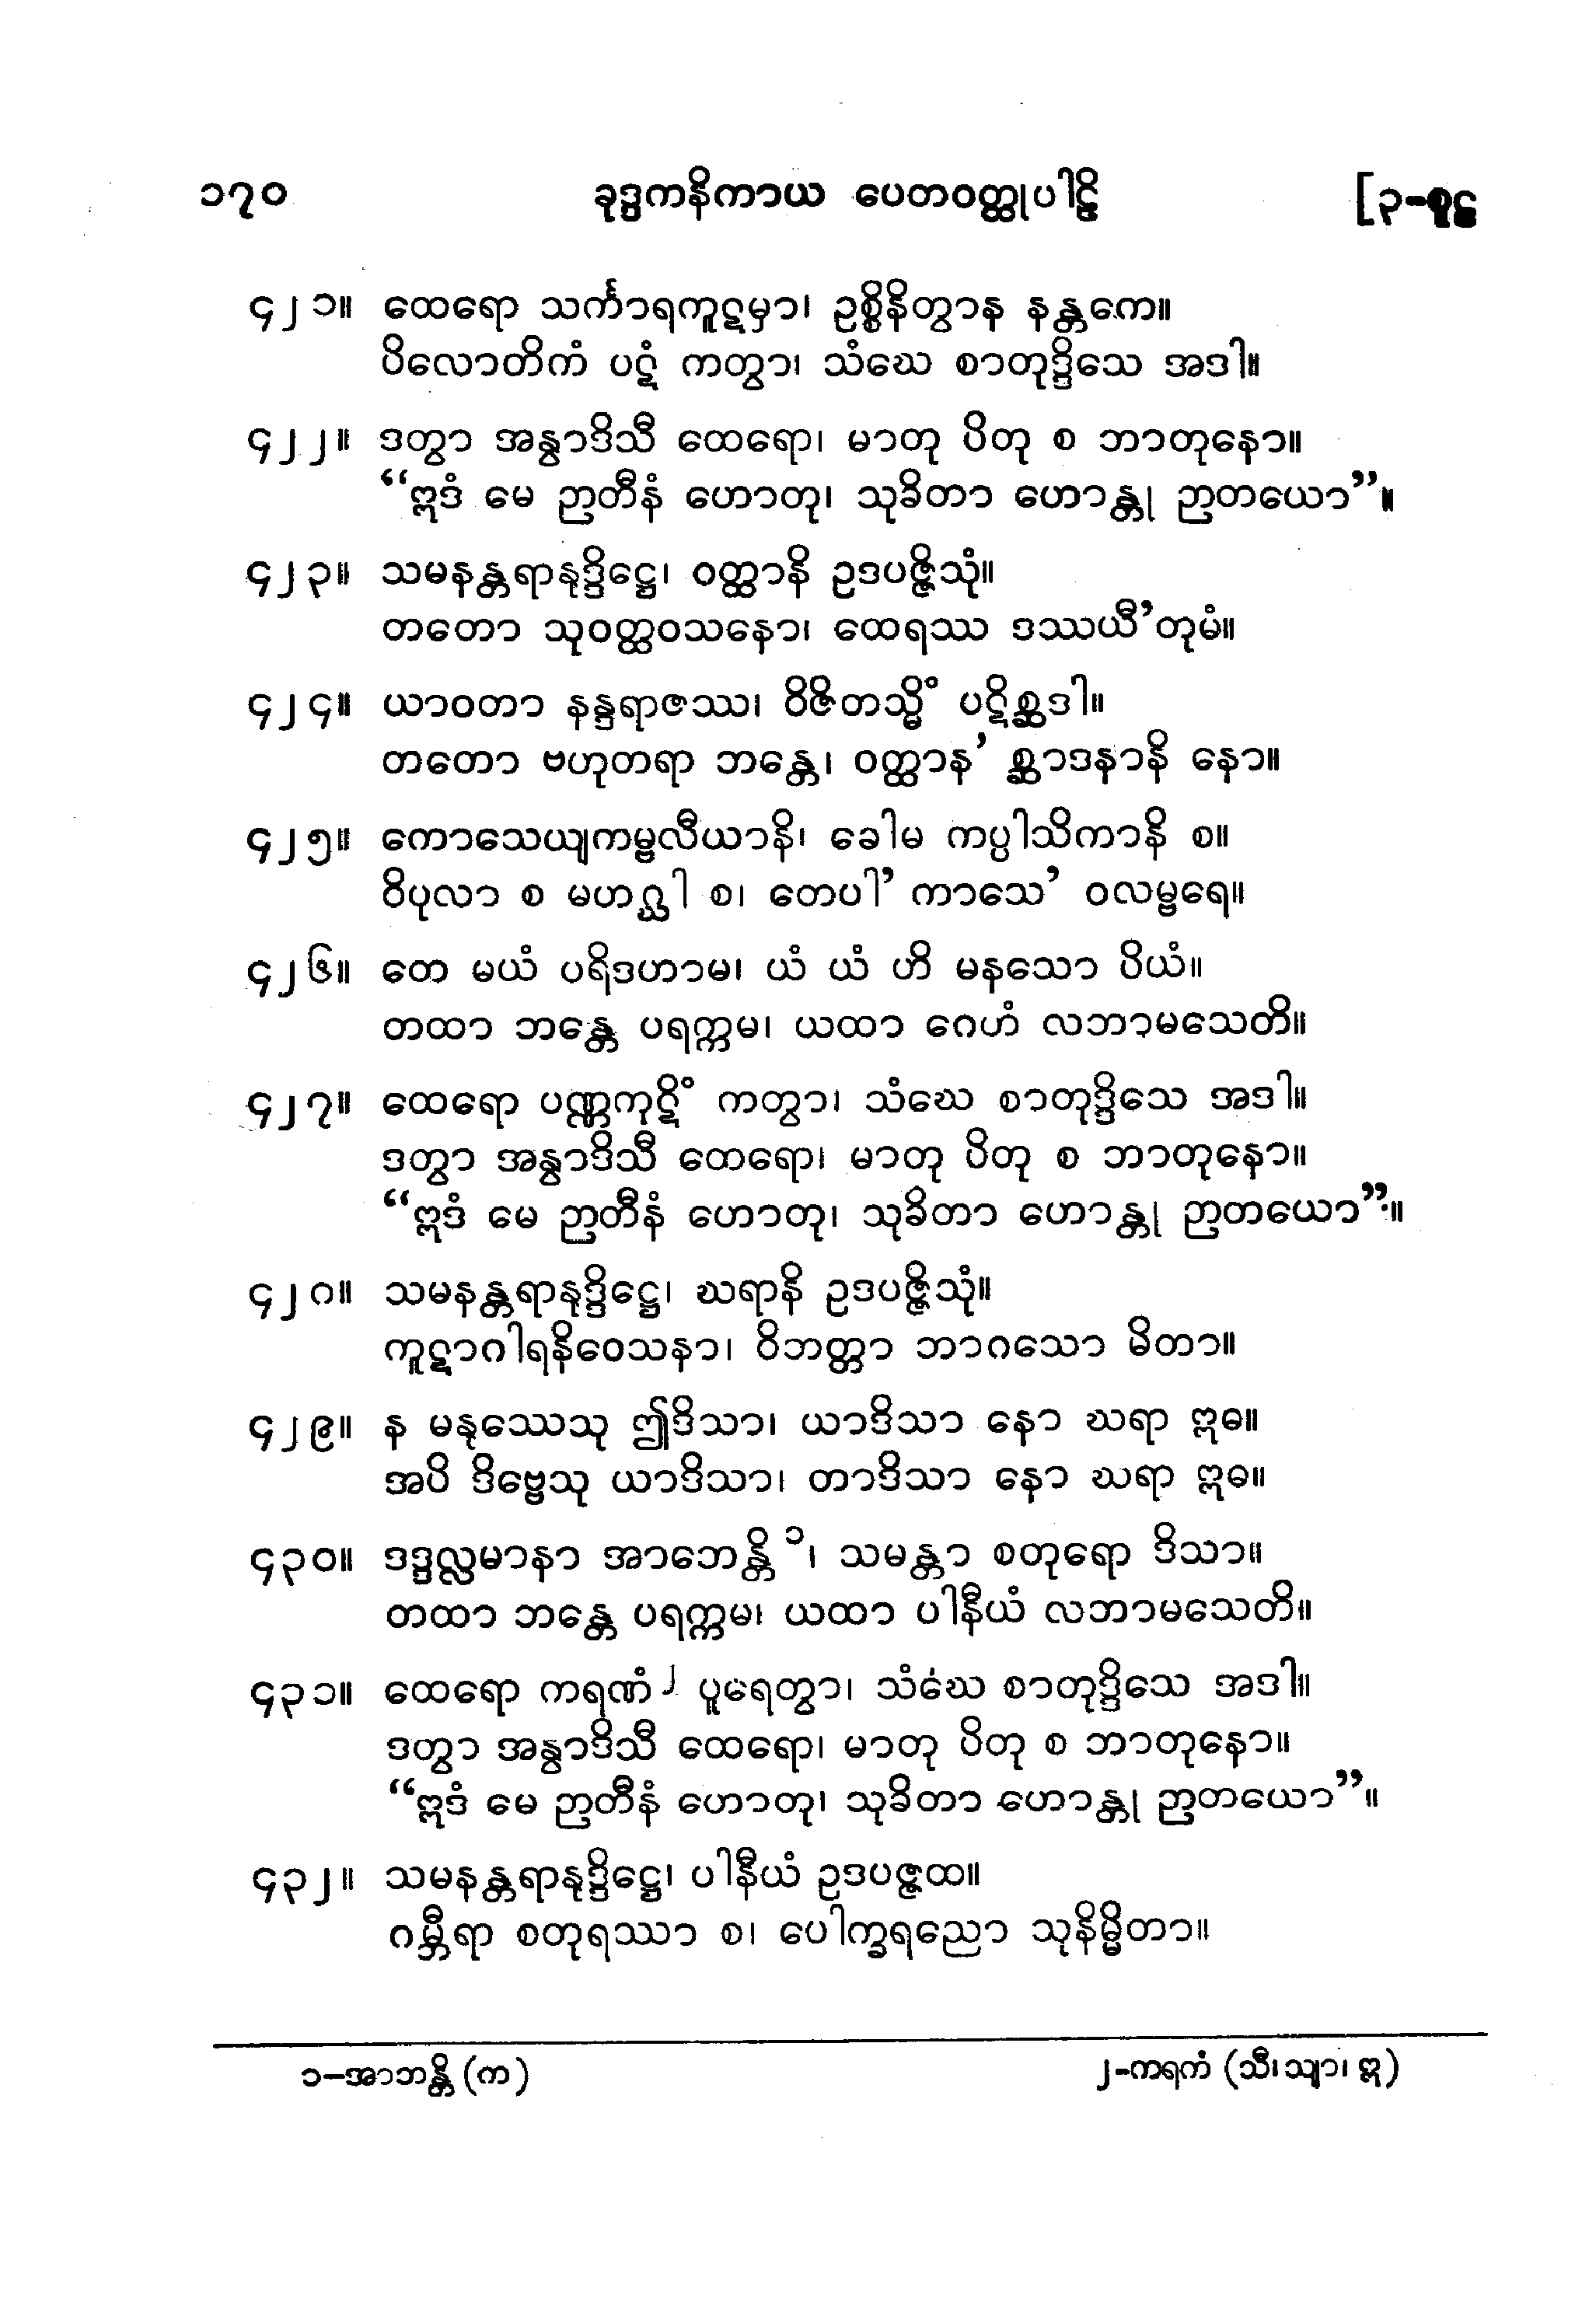 ၁၇၀ ခုဒ္ဒကနိကာယ ပေတဝတ္ထုပါဠိ [၃-စူဠ
၄၂၁။ ထေရော သင်္ကာရကူဋမှာ၊ ဥစ္စိနိတွာန နန္တကေ။
ပိလောတိကံ ပဋံ ကတွာ၊ သံဃေ စာတုဒ္ဒိသေ အဒါ။
၄၂၂။ ဒတွာ အန္ဝာဒိသီ ထေရော၊ မာတု ပိတု စ ဘာတုနော။
“ဣဒံ မေ ဉာတီနံ ဟောတု၊ သုခိတာ ဟောန္တု ဉာတယော”။
၄၂၃။ သမနန္တရာနုဒ္ဒိဋ္ဌေ၊ ဝတ္ထာနိ ဥဒပဇ္ဇိသုံ။
တတော သုဝတ္ထဝသနော၊ ထေရဿ ဒဿယီ’တုမံ။
၄၂၄။ ယာဝတာ နန္ဒရာဇဿ၊ ဝိဇိတသ္မိံ ပဋိစ္ဆဒါ။
တတော ဗဟုတရာ ဘန္တေ၊ ဝတ္ထာန’ စ္ဆာဒနာနိ နော။
၄၂၅။ ကောသေယျကမ္ဗလီယာနိ၊ ခေါမ ကပ္ပါသိကာနိ စ။
ဝိပုလာ စ မဟဂ္ဃါ စ၊ တေပါ’ ကာသေ’ ဝလမ္ဗရေ။
၄၂၆။ တေ မယံ ပရိဒဟာမ၊ ယံ ယံ ဟိ မနသော ပိယံ။
တထာ ဘန္တေ ပရက္ကမ၊ ယထာ ဂေဟံ လဘာမသေတိ။
၄၂၇။ ထေရော ပဏ္ဏကုဋိံ ကတွာ၊ သံဃေ စာတုဒ္ဒိသေ အဒါ။
ဒတွာ အန္ဝာဒိသီ ထေရော၊ မာတု ပိတု စ ဘာတုနော။
“ဣဒံ မေ ဉာတီနံ ဟောတု၊ သုခိတာ ဟောန္တု ဉာတယော”။
၄၂၈။ သမနန္တရာနုဒ္ဒိဋ္ဌေ၊ ဃရာနိ ဥဒပဇ္ဇိသုံ။
ကူဋာဂါရနိဝေသနာ၊ ဝိဘတ္တာ ဘာဂသော မိတာ။
၄၂၉။ န မနုဿေသု ဤဒိသာ၊ ယာဒိသာ နော ဃရာ ဣဓ။
အပိ ဒိဗ္ဗေသု ယာဒိသာ၊ တာဒိသာ နော ဃရာ ဣဓ။
၄၃၀။ ဒဒ္ဒလ္လမာနာ အာဘေန္တိ ၁၊ သမန္တာ စတုရော ဒိသာ။
တထာ ဘန္တေ ပရက္ကမ၊ ယထာ ပါနီယံ လဘာမသေတိ။
၄၃၁။ ထေရော ကရဏံ ၂ ပူရေတွာ၊ သံဃေ စာတုဒ္ဒိသေ အဒါ။
ဒတွာ အန္ဝာဒိသီ ထေရော၊ မာတု ပိတု စ ဘာတုနော။
“ဣဒံ မေ ဉာတီနံ ဟောတု၊ သုခိတာ ဟောန္တု ဉာတယော”။
၄၃၂။ သမနန္တရာနုဒ္ဒိဋ္ဌေ၊ ပါနီယံ ဥဒပဇ္ဇထ။
ဂမ္ဘီရာ စတုရဿာ စ၊ ပေါက္ခရညော သုနိမ္မိတာ။
၁-အာဘန္တိ (က) ၂-ကရကံ (သီ၊ သျာ၊ ဣ)